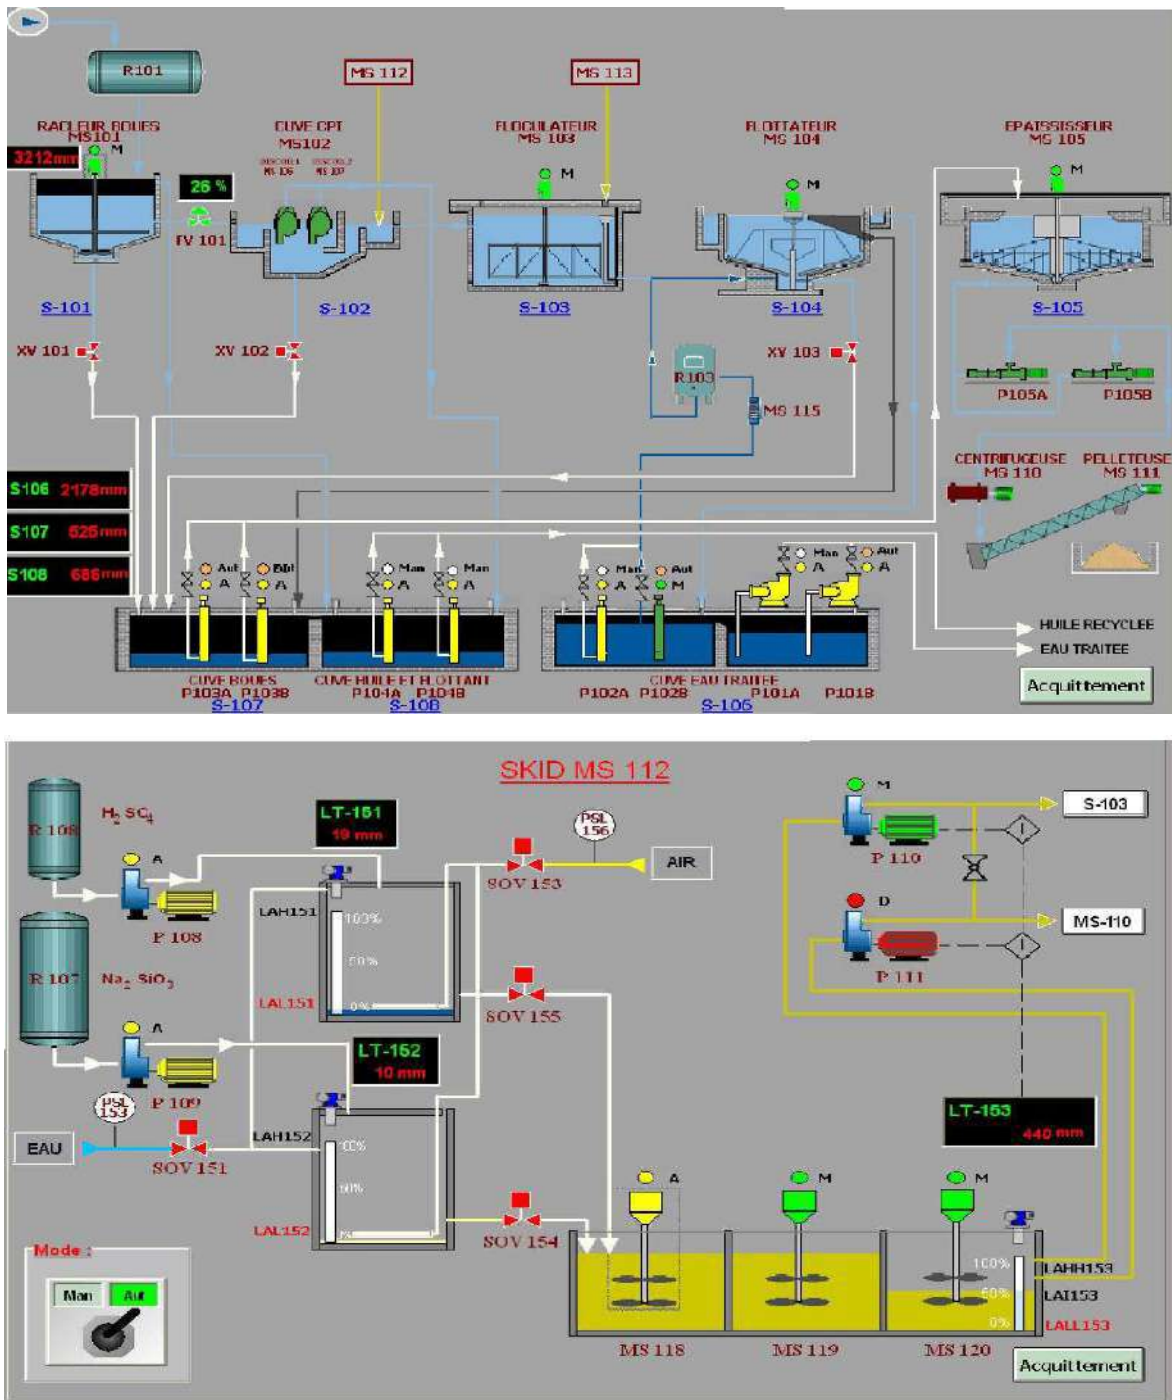 R101
MS 112
MS 113
RACLEUR BOUES
MS101
CUVE CPI
MS102
FLOCULATEUR
MS 103
FLOTTATEUR
MS 104
EPAISSISSEUR
MS 105
3212mm
M
MS 106
MS 107
M
M
M
26 %
FV 101
S-101
S-102
S-103
S-104
S-105
XV 101
XV 102
R103
XV 103
MS 115
P105A
P105B
CENTRIFUGEUSE
MS 110
PELLETEUSE
MS 111
S106 2178mm
S107 525mm
S108
Aut
A
A
Man
A
Man
A
Man
A
Aut
M
Man
A
Aut
A
HUILE RECYCLEE
EAU TRAITEE
CUVE BOUES
P103A P103B
S-107
CUVE HUILE ET FLOTTANT
P104A P104B
S-108
CUVE EAU TRAITEE
P102A P102B P101A P101B
S-106
Acquittement
SKID MS 112
R 108
P 108
A
LT-151
19 mm
PSL
156
AIR
SOV 153
M
P 110
S-103
D
P 111
MS-110
LAH151
100%
50%
0%
LAL151
SOV 155
R 107
A
P 109
LT-152
10 mm
PSL
153
EAU
SOV 151
LAH152
100%
50%
LAL152
SOV 154
LT-153
440 mm
A
M
M
100%
50%
0%
LAHH153
LAI153
LALL153
MS 118
MS 119
MS 120
Mode :
Man
Aut
Acquittement